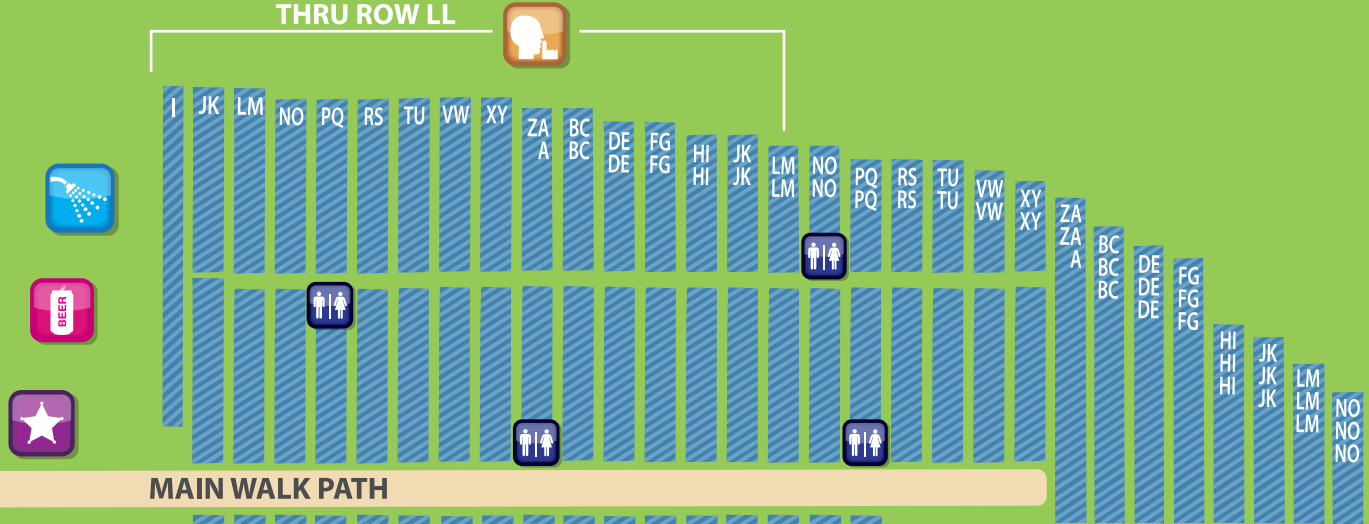 THRU ROW LL
I
JK
LM
NO
PQ
RS
TU
VW
XY
ZA
A
BC
BC
DE
DE
FG
FG
HI
HI
JK
JK
LM
LM
NO
NO
PQ
PQ
RS
RS
TU
TU
VW
VW
XY
XY
ZA
ZA
A
BC
BC
BC
DE
DE
DE
FG
FG
FG
HI
HI
HI
JK
JK
JK
LM
LM
LM
NO
NO
NO
BEER
MAIN WALK PATH